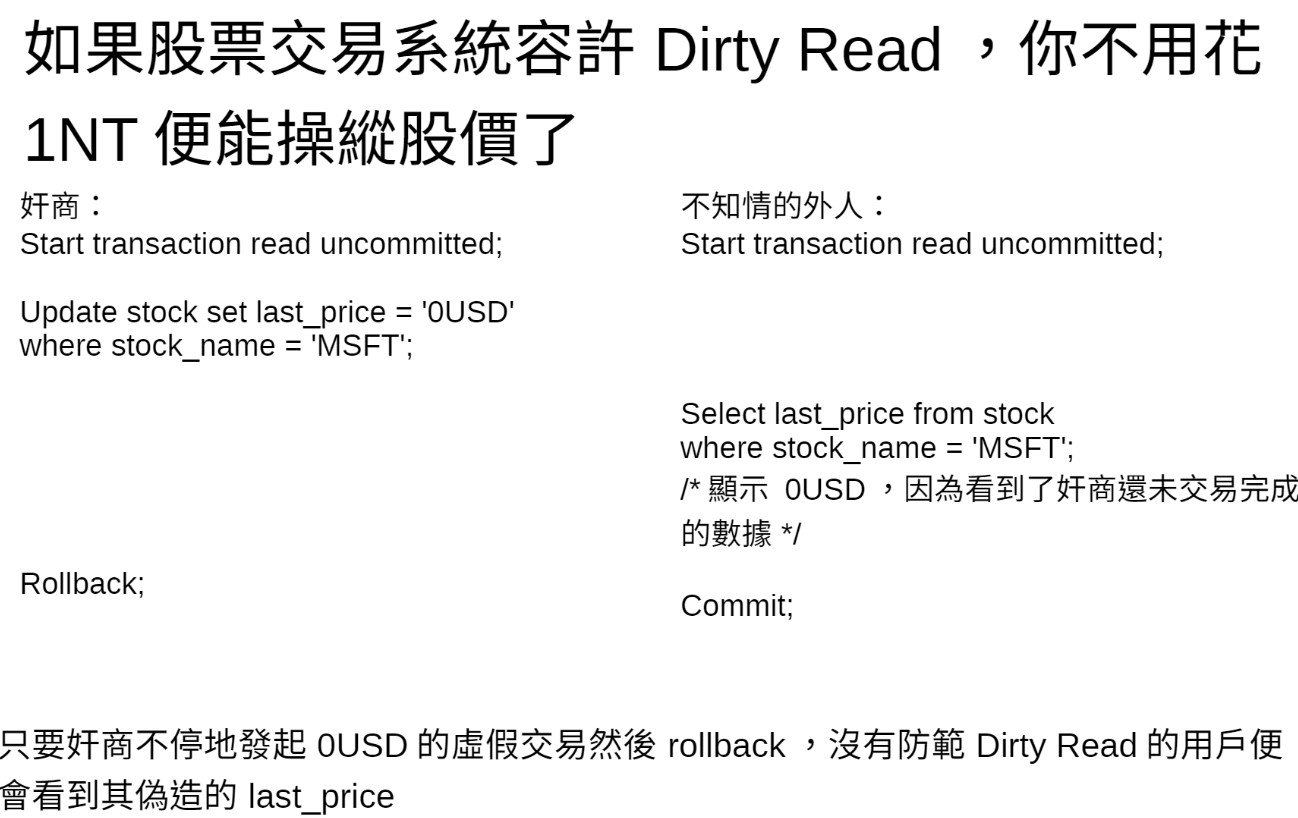 如果股票交易系統容許 Dirty Read ，你不用花
1NT 便能操縱股價了
奸商：
Start transaction read uncommitted;
Update stock set last_price = '0USD'
where stock_name = 'MSFT';
Rollback;
不知情的外人：
Start transaction read uncommitted;
Select last_price from stock
where stock_name = 'MSFT';
/* 顯示 0USD ，因為看到了奸商還未交易完成
的數據 */
Commit;
只要奸商不停地發起 0USD 的虛假交易然後 rollback ，沒有防範 Dirty Read 的用戶便
會看到其偽造的 last_price